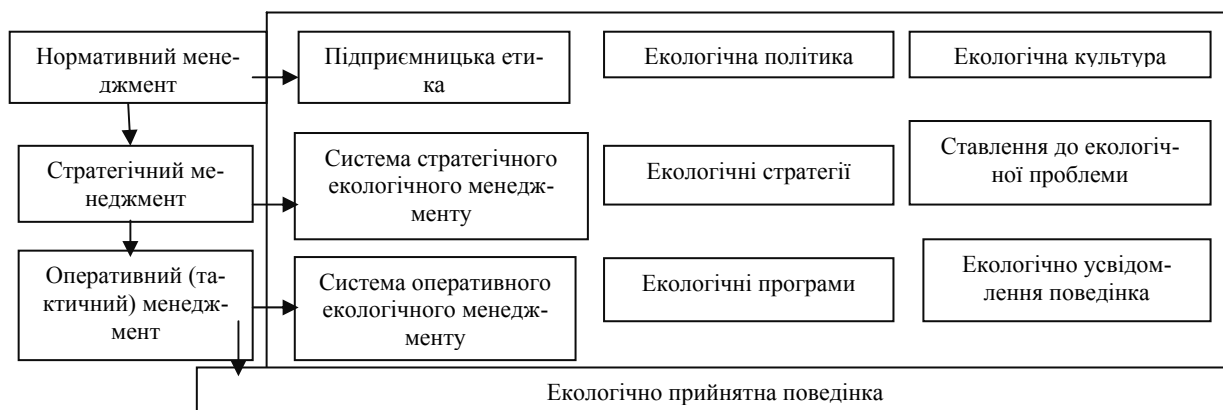 Нормативний мене-
джмент
Підприємницька ети-
ка
Екологічна політика
Екологічна культура
Стратегічний ме-
неджмент
Система стратегічного
екологічного менедж-
менту
Екологічні стратегії
Ставлення до екологіч-
ної проблеми
Оперативний (та-
ктичний) менедж-
мент
Система оперативного
екологічного менедж-
менту
Екологічні програми
Екологічно усвідом-
лення поведінка
Екологічно прийнятна поведінка